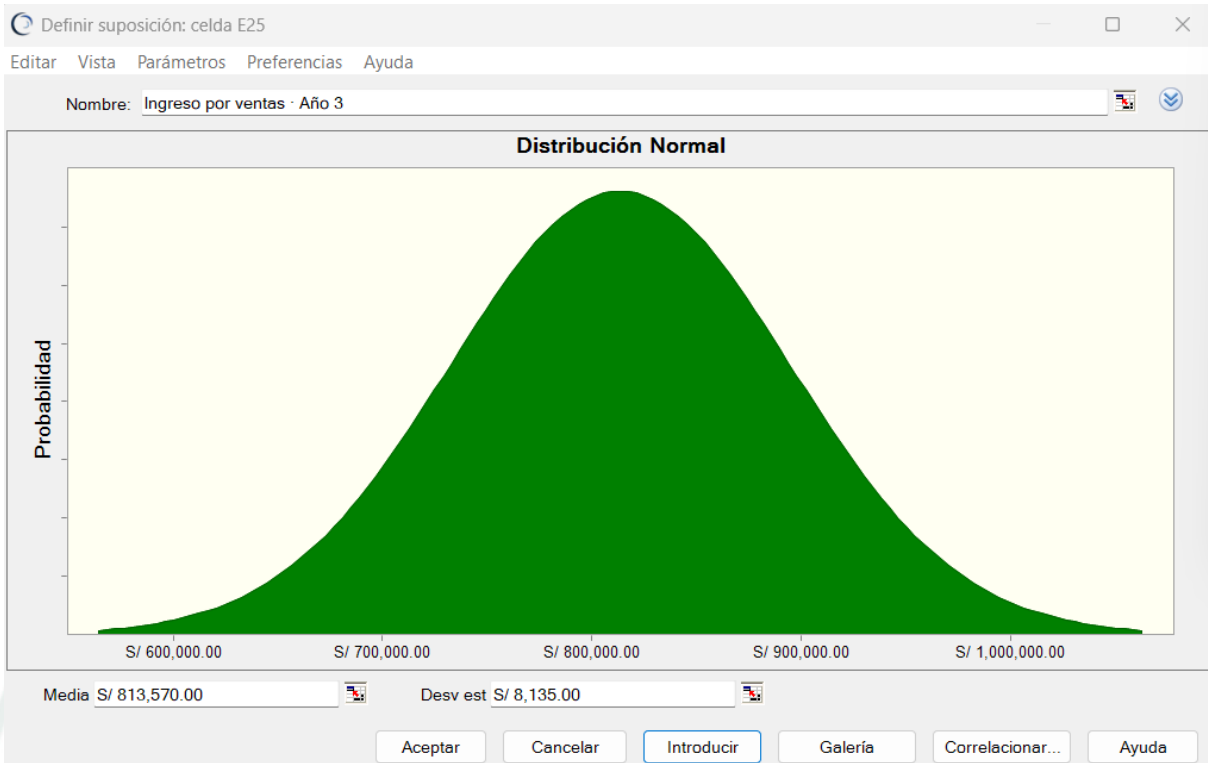 Definir suposición: celda E25
Editar Vista Parámetros Preferencias Ayuda
Nombre: Ingreso por ventas · Año 3
Distribución Normal
Probabilidad
S/ 600,000.00 S/ 700,000.00 S/ 800,000.00 S/ 900,000.00 S/ 1,000,000.00
Media S/ 813,570.00 Desv est S/ 8,135.00
Aceptar Cancelar Introducir Galería Correlacionar... Ayuda